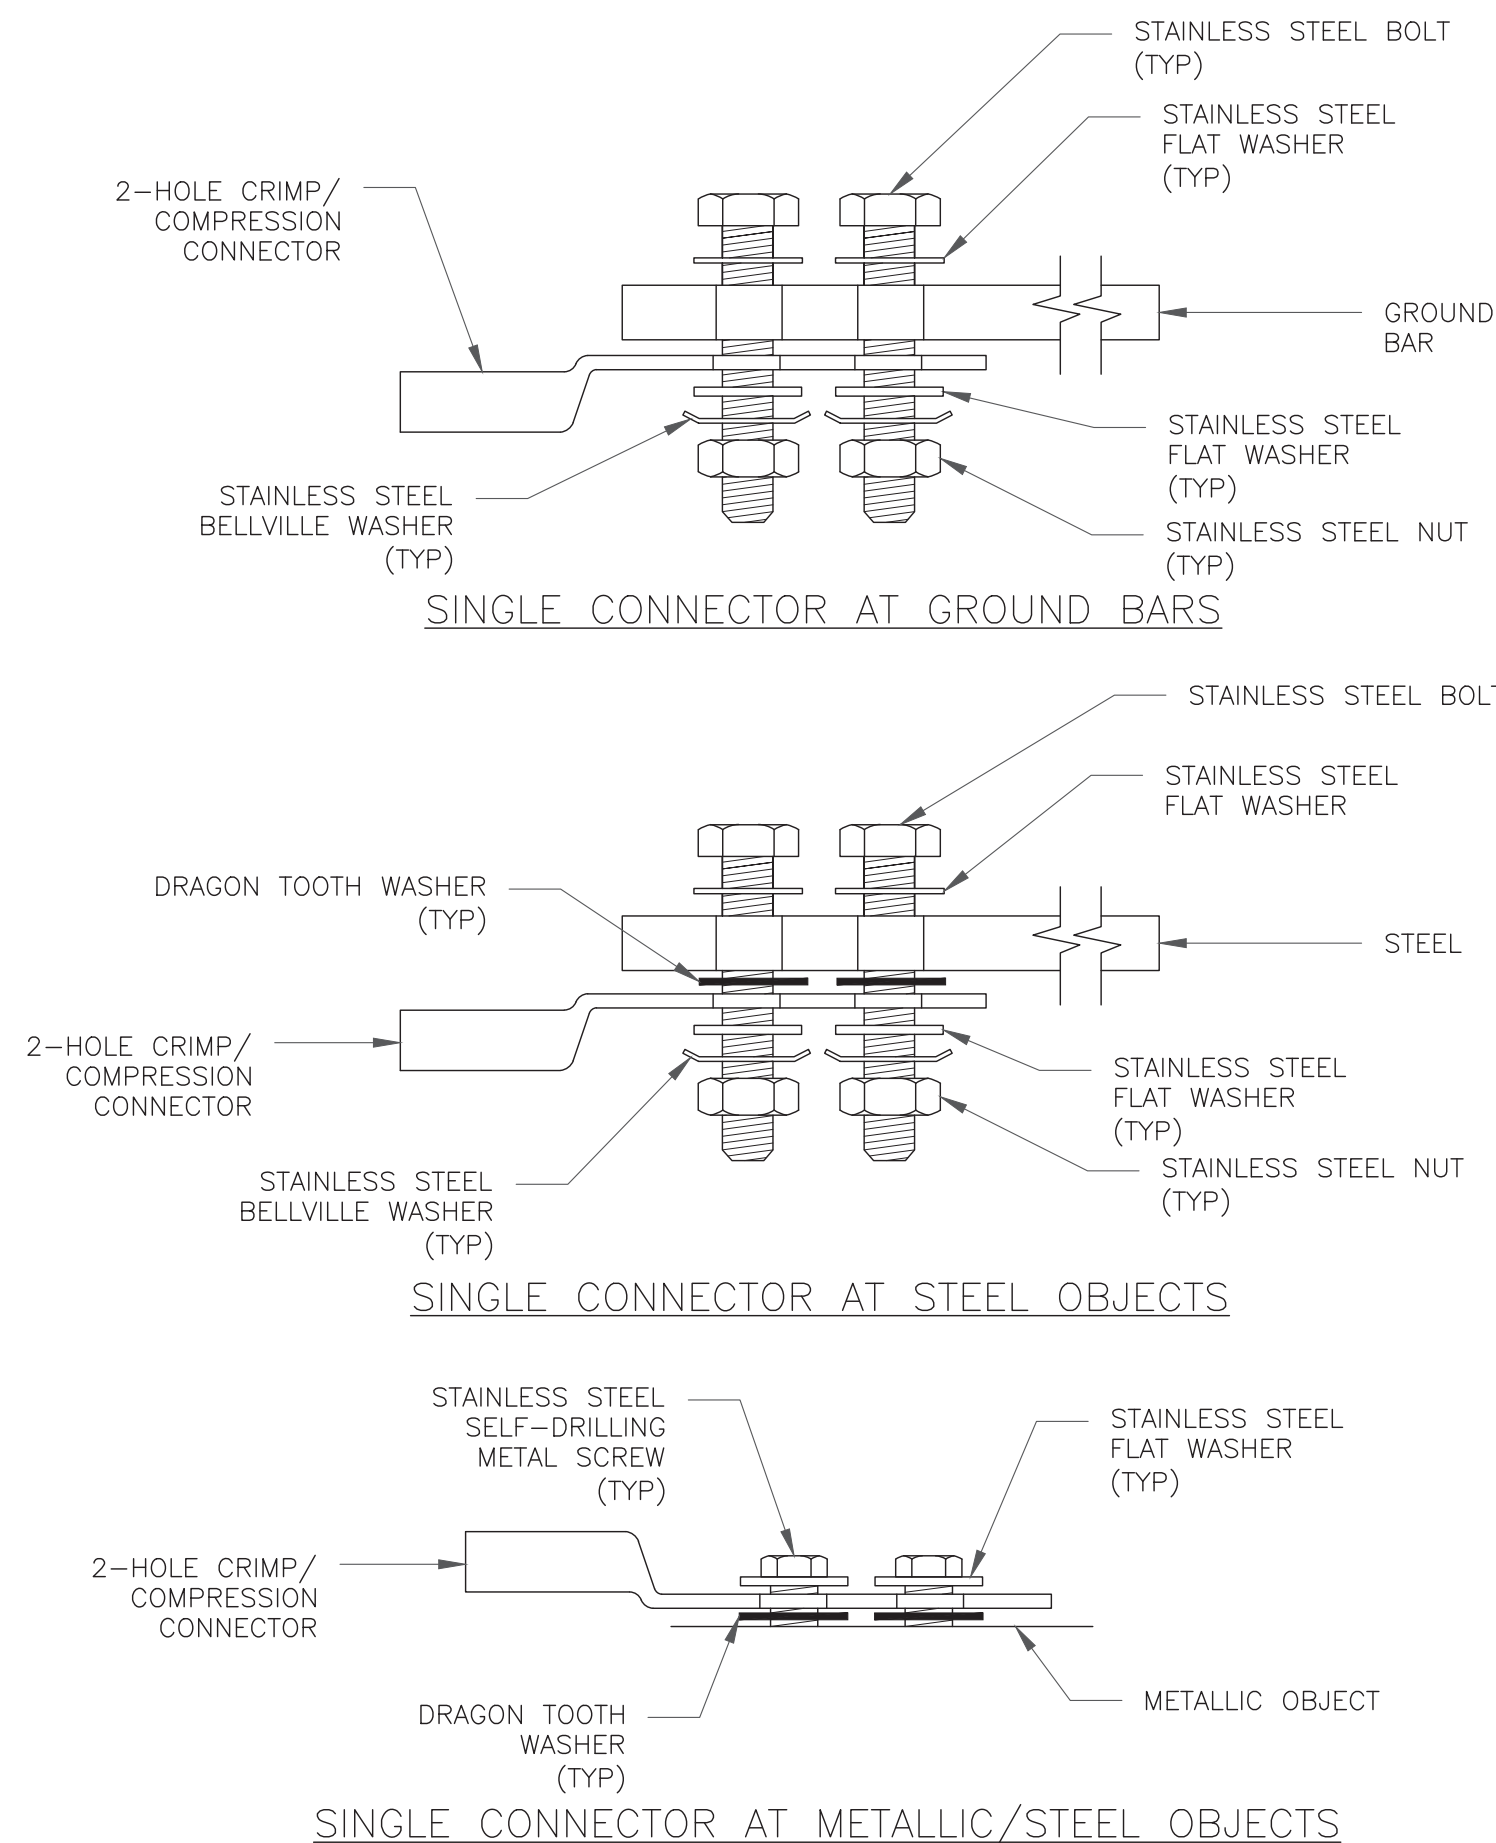 STAINLESS STEEL BOLT
(TYP)
STAINLESS STEEL
FLAT WASHER
(TYP)
2-HOLE CRIMP/
COMPRESSION
CONNECTOR
GROUND
BAR
STAINLESS STEEL
FLAT WASHER
(TYP)
STAINLESS STEEL
BELLVILLE WASHER
(TYP)
STAINLESS STEEL NUT
(TYP)
SINGLE CONNECTOR AT GROUND BARS
STAINLESS STEEL BOLT
STAINLESS STEEL
FLAT WASHER
DRAGON TOOTH WASHER
(TYP)
STEEL
2-HOLE CRIMP/
COMPRESSION
CONNECTOR
STAINLESS STEEL
FLAT WASHER
(TYP)
STAINLESS STEEL NUT
(TYP)
STAINLESS STEEL
BELLVILLE WASHER
(TYP)
SINGLE CONNECTOR AT STEEL OBJECTS
STAINLESS STEEL
SELF-DRILLING
METAL SCREW
(TYP)
STAINLESS STEEL
FLAT WASHER
(TYP)
2-HOLE CRIMP/
COMPRESSION
CONNECTOR
DRAGON TOOTH
WASHER
(TYP)
METALLIC OBJECT
SINGLE CONNECTOR AT METALLIC/STEEL OBJECTS